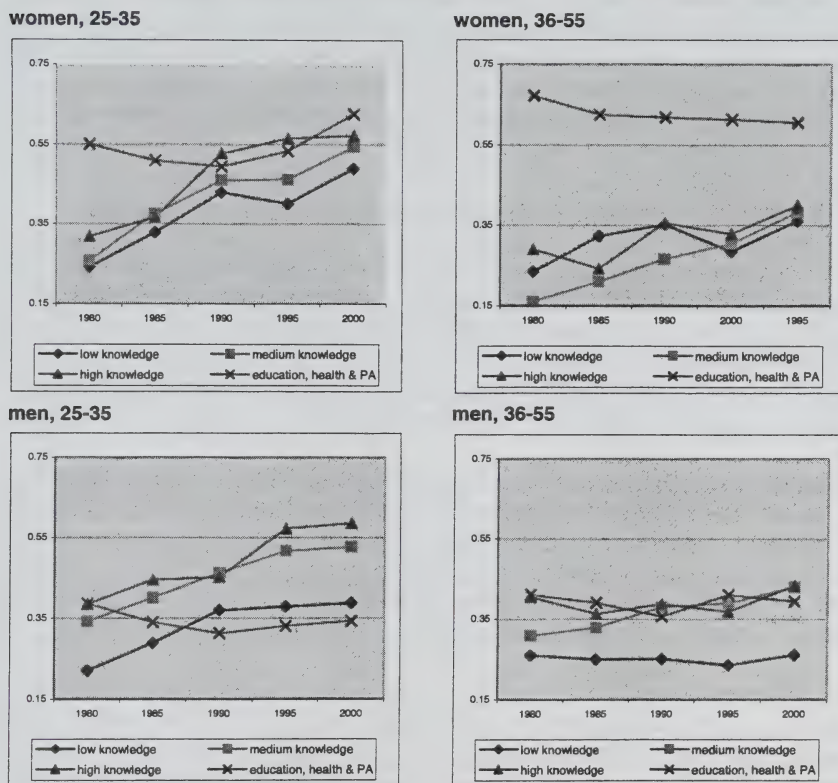 women, 25-35
0.75
0.55
0.35
0.15
1980 1985 1990 1995 2000
low knowledge medium knowledge
high knowledge education, health & PA
women, 36-55
0.75
0.55
0.35
0.15
1980 1985 1990 2000 1995
low knowledge medium knowledge
high knowledge education, health & PA
men, 25-35
0.75
0.55
0.35
0.15
1980 1985 1990 1995 2000
low knowledge medium knowledge
high knowledge education, health & PA
men, 36-55
0.75
0.55
0.35
0.15
1980 1985 1990 1995 2000
low knowledge medium knowledge
high knowledge education, health & PA